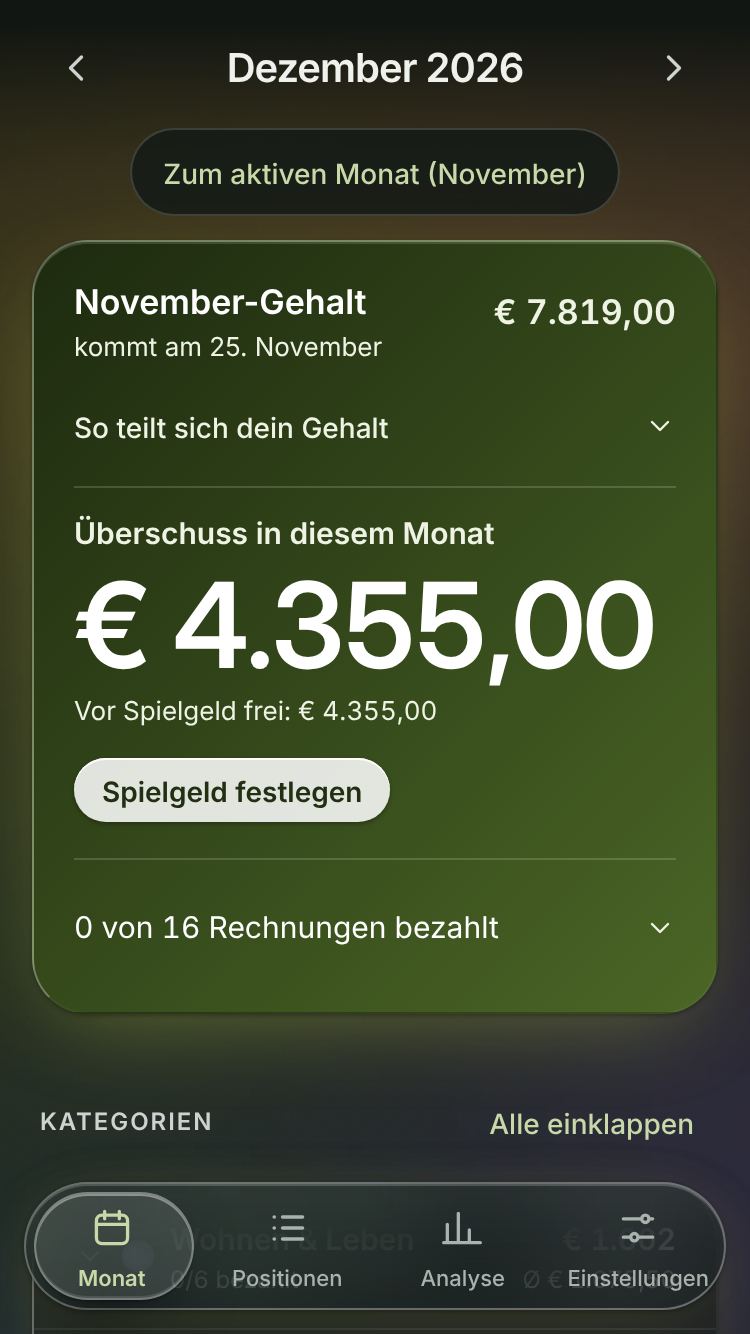 Dezember 2026
Zum aktiven Monat (November)
November-Gehalt
€ 7.819,00
kommt am 25. November
So teilt sich dein Gehalt
Überschuss in diesem Monat
€ 4.355,00
Vor Spielgeld frei: € 4.355,00
Spielgeld festlegen
0 von 16 Rechnungen bezahlt
KATEGORIEN
Alle einklappen
Wohnen & Leben
Monat
Positionen
Analyse
Einstellungen